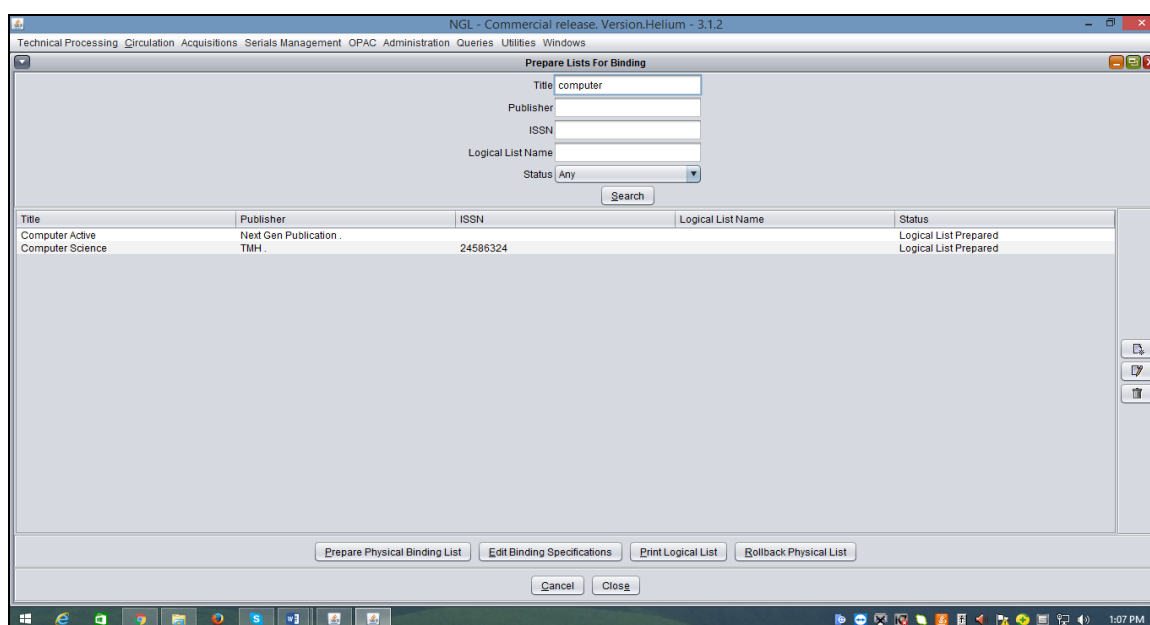 NGL - Commercial release. Version.Helium - 3.1.2
Technical Processing Circulation Acquisitions Serials Management OPAC Administration Queries Utilities Windows
Prepare Lists For Binding
Title computer
Publisher
ISSN
Logical List Name
Status Any
Search
Title Publisher ISSN Logical List Name Status
Computer Active Next Gen Publication . Logical List Prepared
Computer Science TMH . 24586324 Logical List Prepared
Prepare Physical Binding List Edit Binding Specifications Print Logical List Rollback Physical List
Cancel Close
1:07 PM